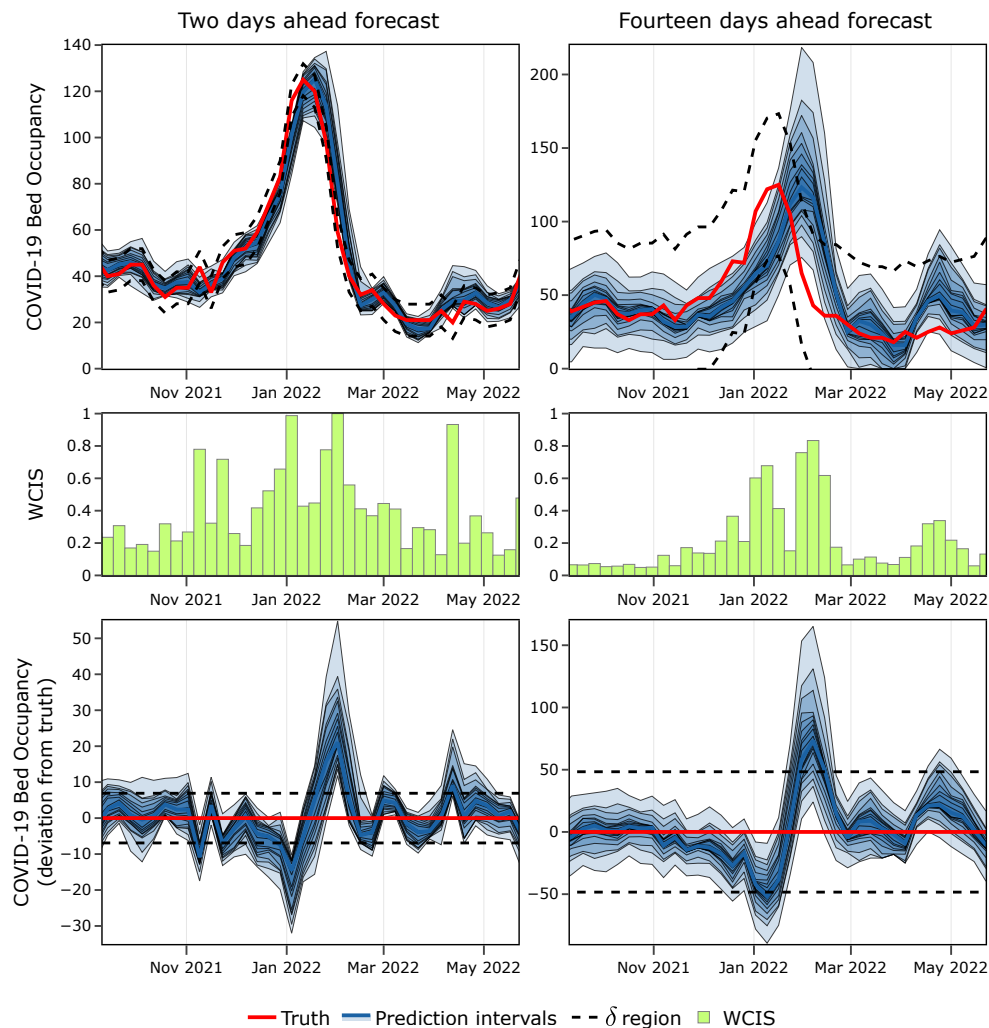 Two days ahead forecast
Fourteen days ahead forecast
COVID-19 Bed Occupancy
140
120
100
80
60
40
20
0
Nov 2021
Jan 2022
Mar 2022
May 2022
200
150
100
50
0
Nov 2021
Jan 2022
Mar 2022
May 2022
WCIS
1
0.8
0.6
0.4
0.2
0
Nov 2021
Jan 2022
Mar 2022
May 2022
1
0.8
0.6
0.4
0.2
0
Nov 2021
Jan 2022
Mar 2022
May 2022
COVID-19 Bed Occupancy
(deviation from truth)
50
40
30
20
10
0
−10
−20
−30
Nov 2021
Jan 2022
Mar 2022
May 2022
150
100
50
0
−50
Nov 2021
Jan 2022
Mar 2022
May 2022
Truth
Prediction intervals
δ region
WCIS